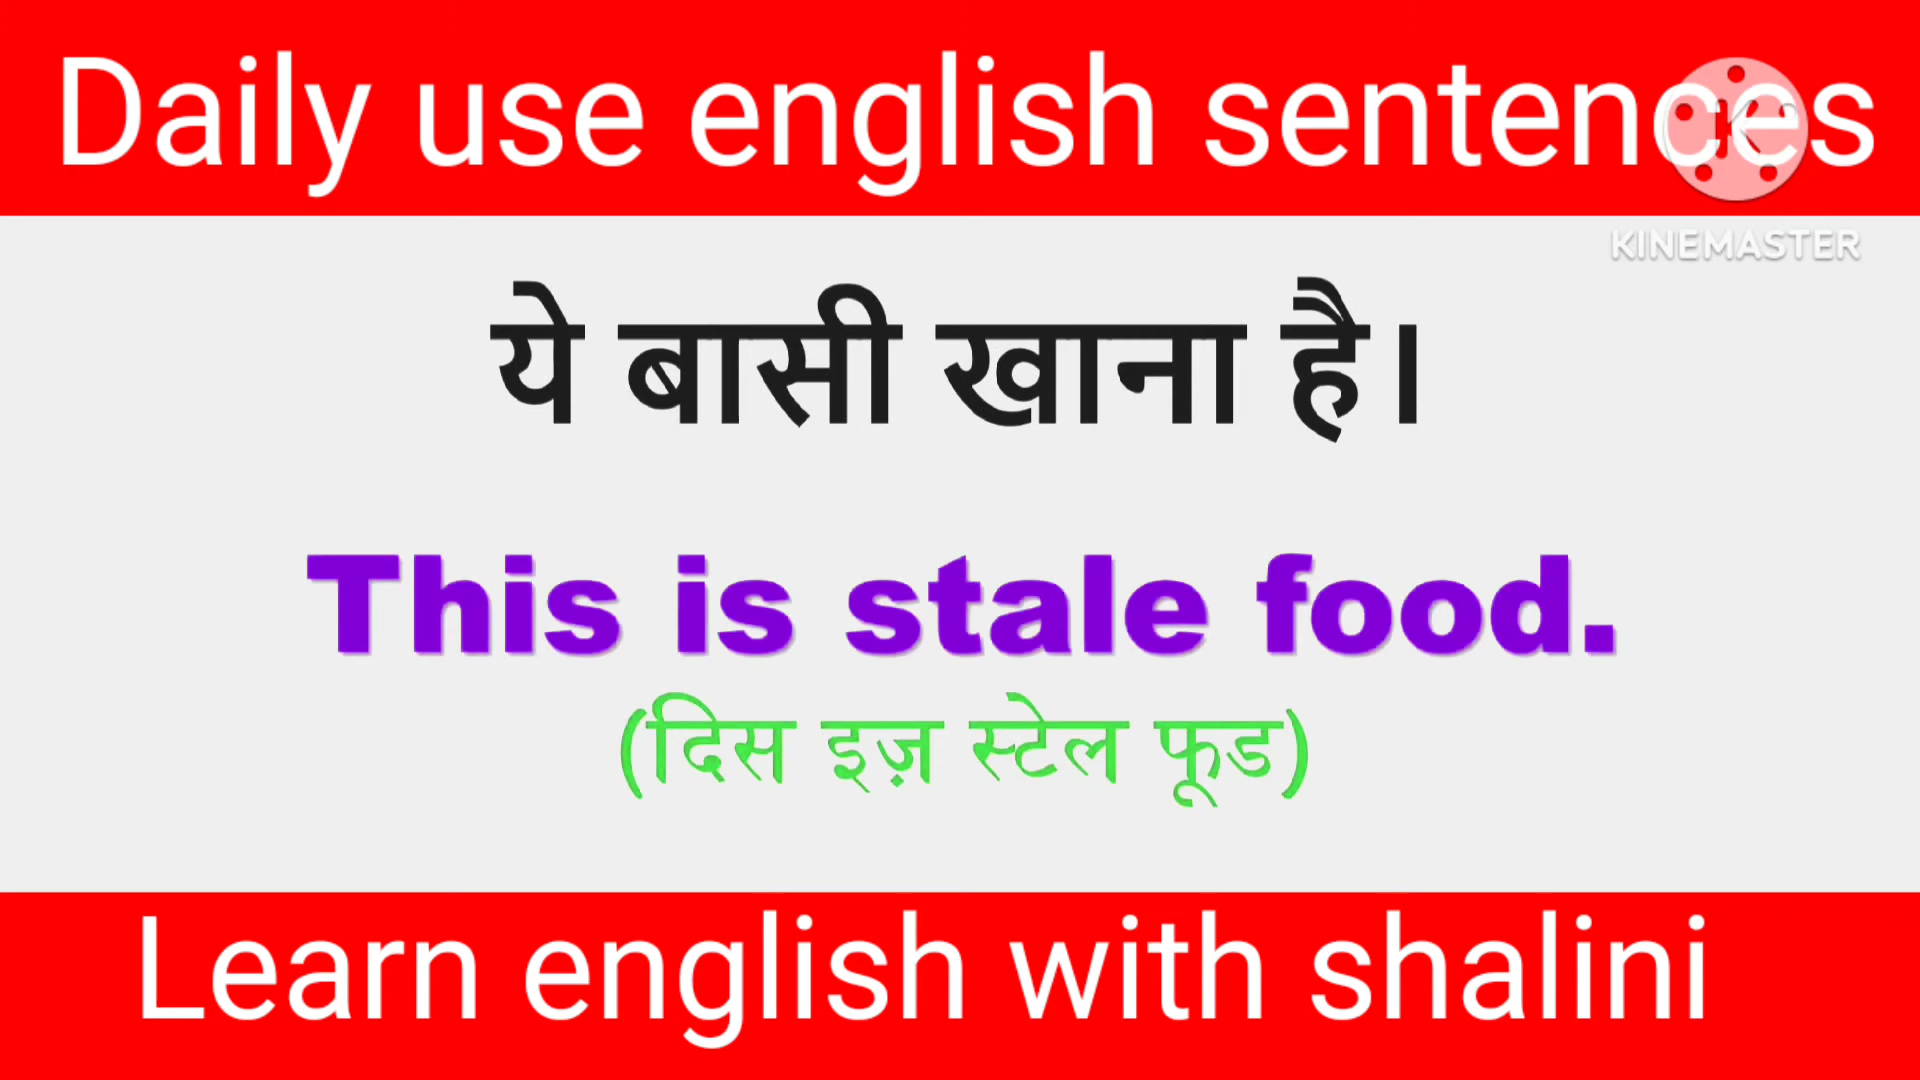 Daily use english sentences
KINEMASTER
ये बासी खाना है।
This is stale food.
(दिस इज़ स्टेल फूड)
Learn english with shalini